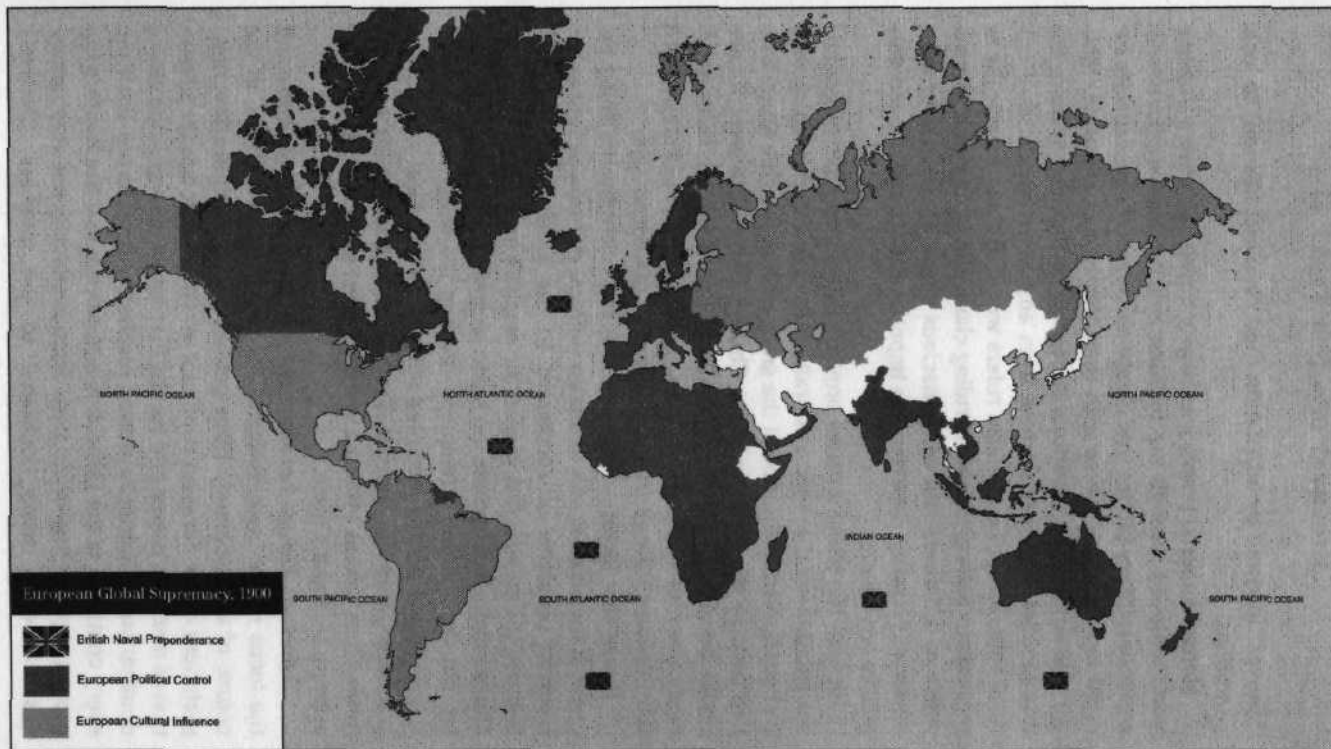 NORTH PACIFIC OCEAN
NORTH ATLANTIC OCEAN
NORTH PACIFIC OCEAN
INDIAN OCEAN
SOUTH PACIFIC OCEAN
SOUTH ATLANTIC OCEAN
SOUTH PACIFIC OCEAN
European Global Supremacy, 1900
British Naval Preponderance
European Political Control
European Cultural Influence